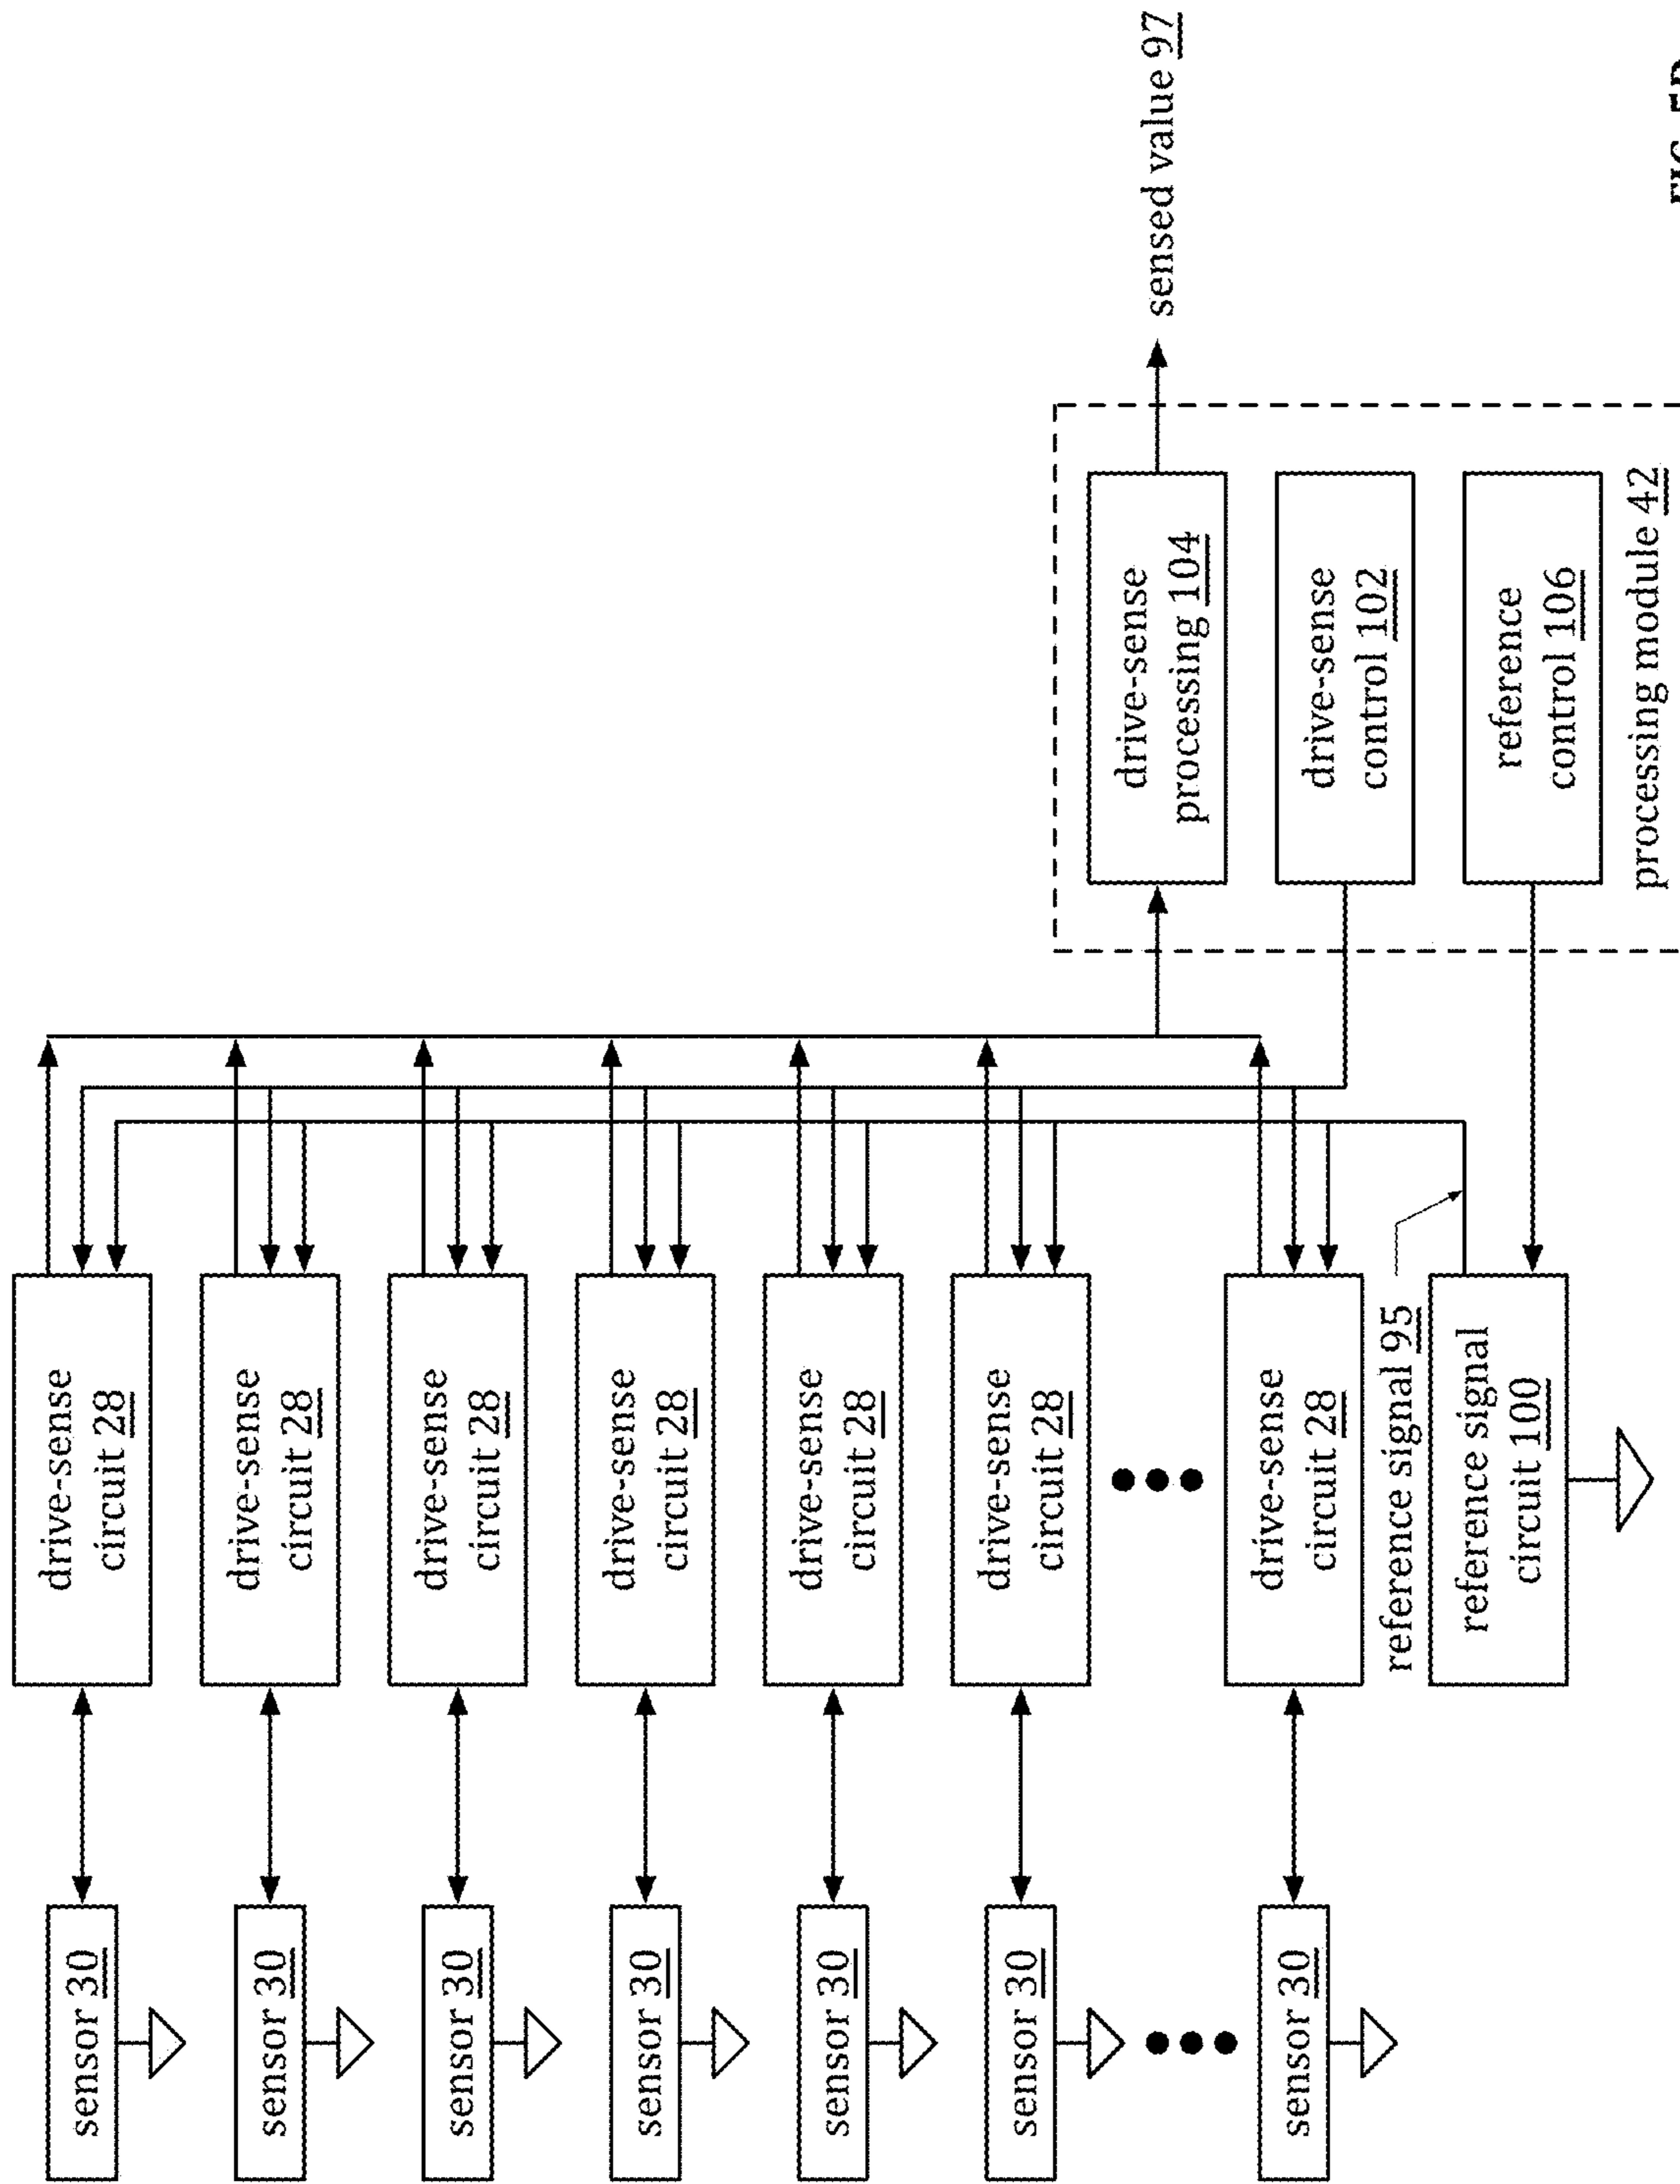 sensor 30
drive-sense
circuit 28
sensor 30
drive-sense
circuit 28
sensor 30
drive-sense
circuit 28
sensor 30
drive-sense
circuit 28
sensor 30
drive-sense
circuit 28
sensor 30
drive-sense
circuit 28
sensor 30
drive-sense
circuit 28
reference signal 95
reference signal
circuit 100
drive-sense
processing 104
drive-sense
control 102
reference
control 106
processing module 42
sensed value 97